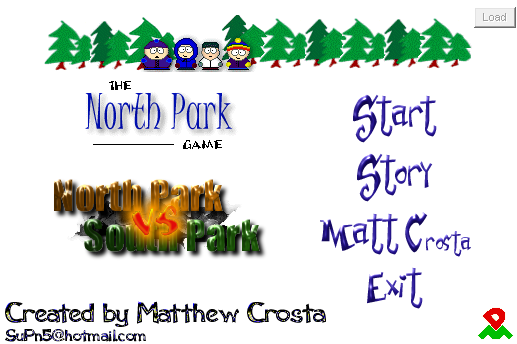 Load
THE
North Park
GAME
North Park
VS
South Park
Start
Story
Matt Crosta
Exit
Created by Matthew Crosta
SuPn5@hotmail.com